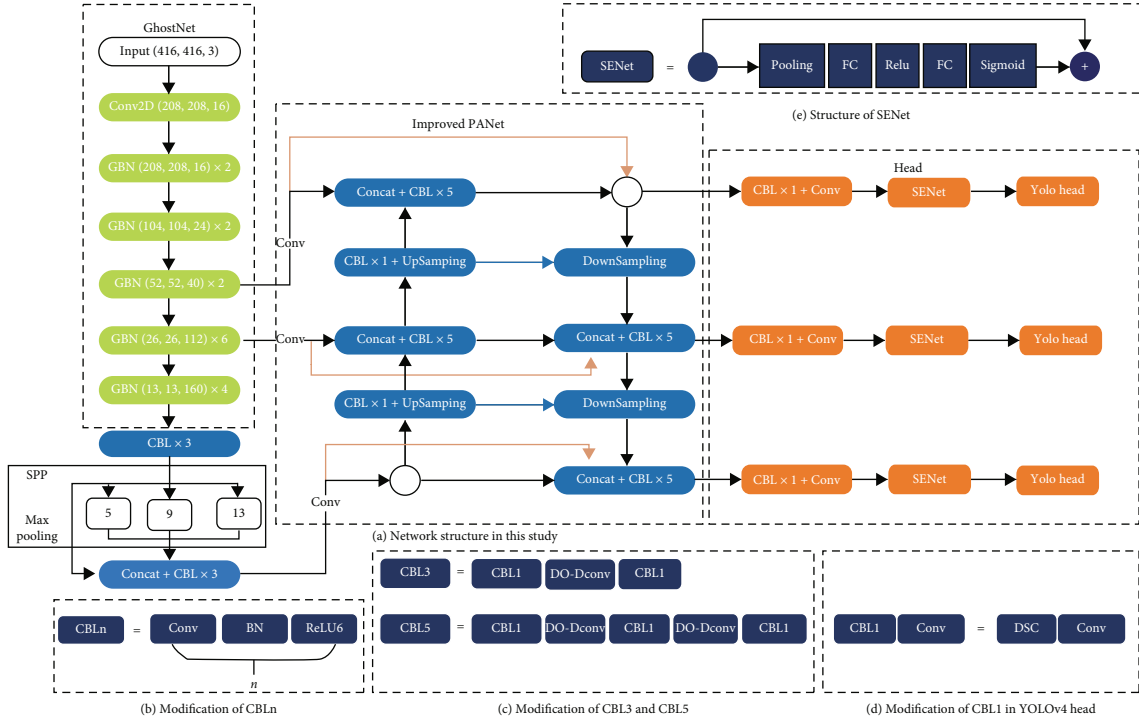 GhostNet
Input (416, 416, 3)
Conv2D (208, 208, 16)
GBN (208, 208, 16) × 2
GBN (104, 104, 24) × 2
GBN (52, 52, 40) × 2
GBN (26, 26, 112) × 6
GBN (13, 13, 160) × 4
CBL × 3
SPP
5
9
13
Max
pooling
Concat + CBL × 3
Conv
Conv
Conv
Improved PANet
Concat + CBL × 5
CBL × 1 + UpSamping
DownSampling
Concat + CBL × 5
Concat + CBL × 5
CBL × 1 + UpSamping
DownSampling
Concat + CBL × 5
Head
CBL × 1 + Conv
SENet
Yolo head
CBL × 1 + Conv
SENet
Yolo head
CBL × 1 + Conv
SENet
Yolo head
(a) Network structure in this study
SENet = Pooling FC Relu FC Sigmoid +
(e) Structure of SENet
CBLn = Conv BN ReLU6
n
(b) Modification of CBLn
CBL3 = CBL1 DO-Dconv CBL1
CBL5 = CBL1 DO-Dconv CBL1 DO-Dconv CBL1
(c) Modification of CBL3 and CBL5
CBL1 Conv = DSC Conv
(d) Modification of CBL1 in YOLOv4 head